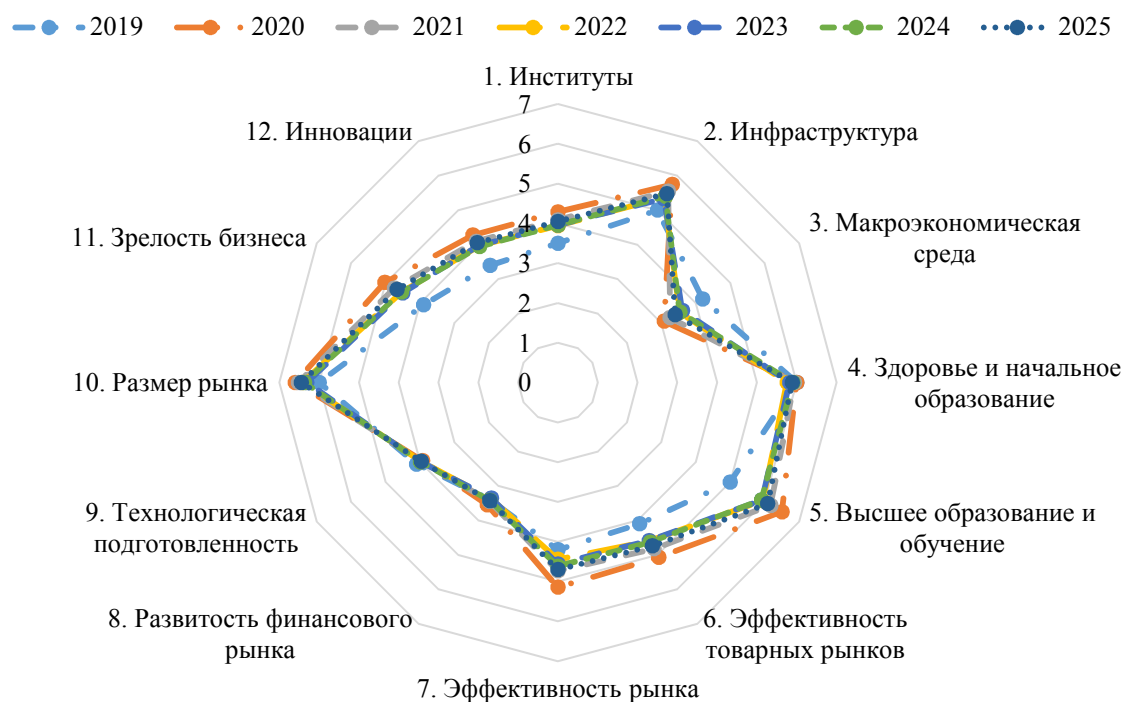 2019 2020 2021 2022 2023 2024 2025
1. Институты
7
6
5
4
3
2
1
0
2. Инфраструктура
3. Макроэкономическая
среда
4. Здоровье и начальное
образование
5. Высшее образование и
обучение
6. Эффективность
товарных рынков
7. Эффективность рынка
8. Развитость финансового
рынка
9. Технологическая
подготовленность
10. Размер рынка
11. Зрелость бизнеса
12. Инновации